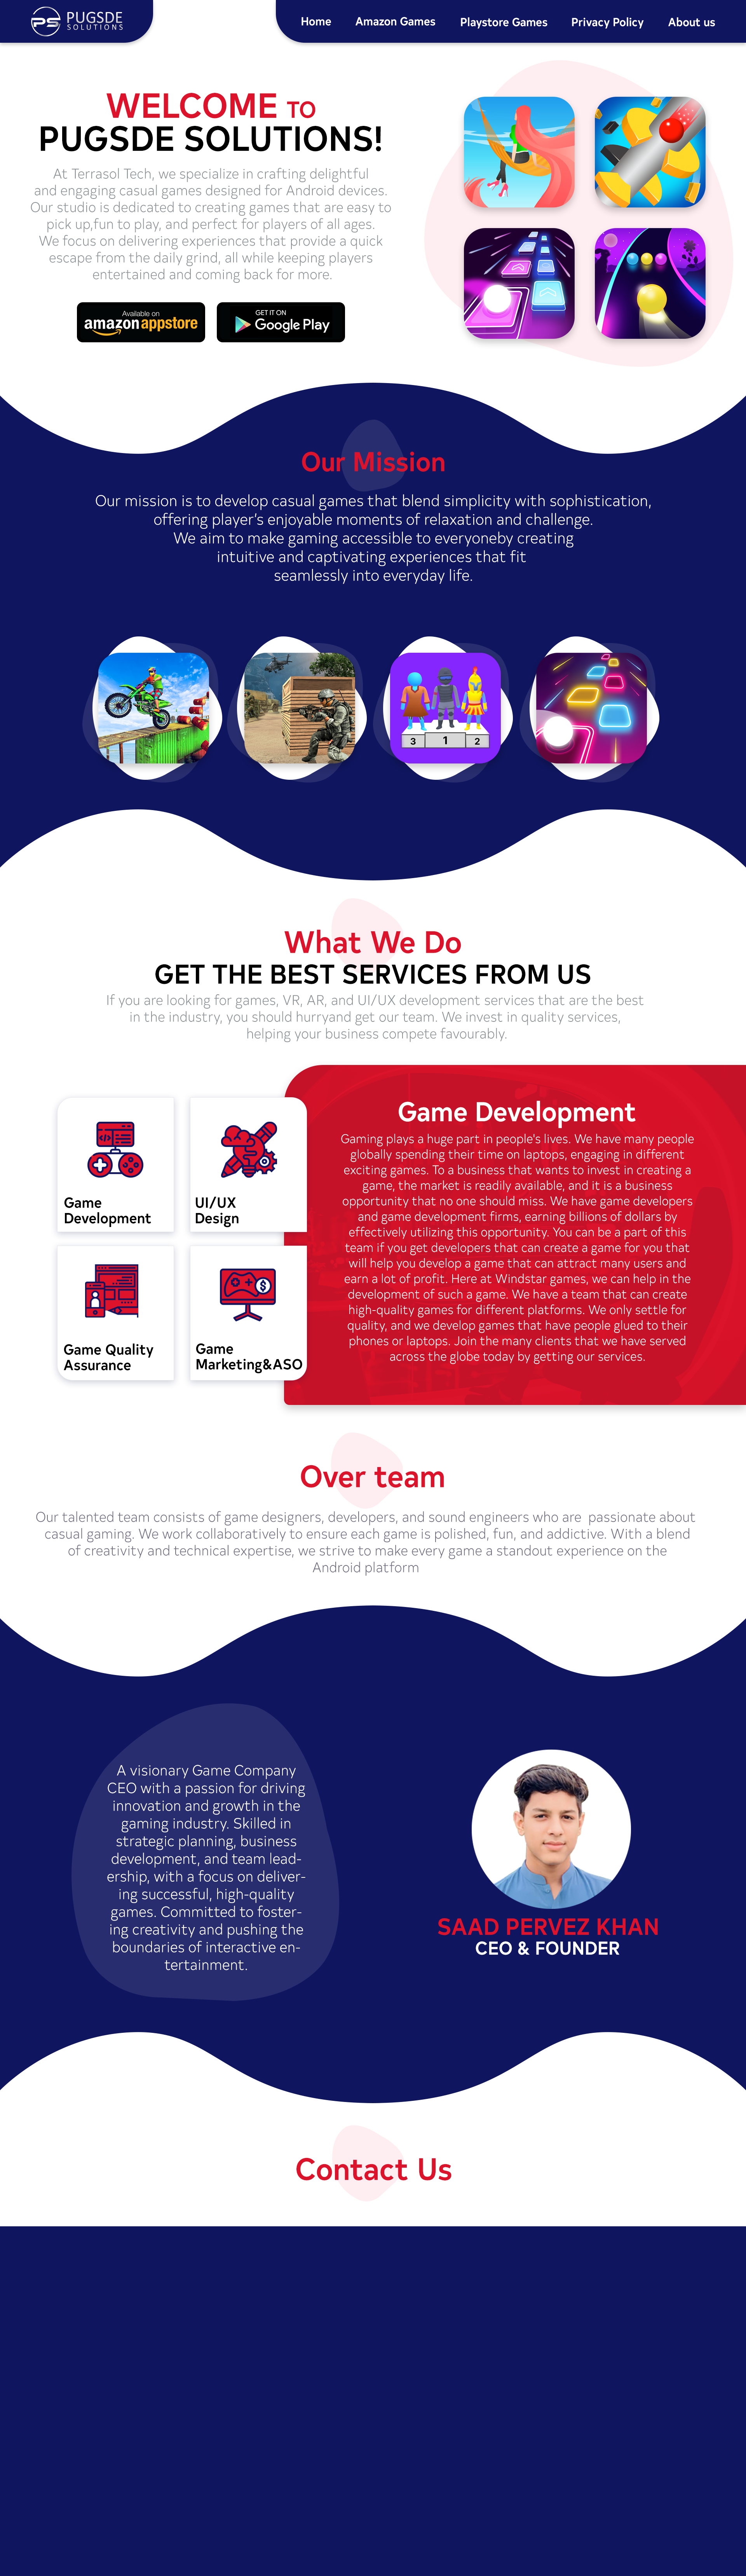 PUGSDE
SOLUTIONS
Home Amazon Games Playstore Games Privacy Policy About us
WELCOME TO
PUGSDE SOLUTIONS!
At Terrasol Tech, we specialize in crafting delightful
and engaging casual games designed for Android devices.
Our studio is dedicated to creating games that are easy to
pick up,fun to play, and perfect for players of all ages.
We focus on delivering experiences that provide a quick
escape from the daily grind, all while keeping players
entertained and coming back for more.
Available on
amazon appstore
GET IT ON
Google Play
Our Mission
Our mission is to develop casual games that blend simplicity with sophistication,
offering player's enjoyable moments of relaxation and challenge.
We aim to make gaming accessible to everyoneby creating
intuitive and captivating experiences that fit
seamlessly into everyday life.
3 1 2
What We Do
GET THE BEST SERVICES FROM US
If you are looking for games, VR, AR, and UI/UX development services that are the best
in the industry, you should hurryand get our team. We invest in quality services,
helping your business compete favourably.
Game
Development
UI/UX
Design
Game Quality
Assurance
Game
Marketing&ASO
Game Development
Gaming plays a huge part in people's lives. We have many people
globally spending their time on laptops, engaging in different
exciting games. To a business that wants to invest in creating a
game, the market is readily available, and it is a business
opportunity that no one should miss. We have game developers
and game development firms, earning billions of dollars by
effectively utilizing this opportunity. You can be a part of this
team if you get developers that can create a game for you that
will help you develop a game that can attract many users and
earn a lot of profit. Here at Windstar games, we can help in the
development of such a game. We have a team that can create
high-quality games for different platforms. We only settle for
quality, and we develop games that have people glued to their
phones or laptops. Join the many clients that we have served
across the globe today by getting our services.
Over team
Our talented team consists of game designers, developers, and sound engineers who are passionate about
casual gaming. We work collaboratively to ensure each game is polished, fun, and addictive. With a blend
of creativity and technical expertise, we strive to make every game a standout experience on the
Android platform
A visionary Game Company
CEO with a passion for driving
innovation and growth in the
gaming industry. Skilled in
strategic planning, business
development, and team lead-
ership, with a focus on deliver-
ing successful, high-quality
games. Committed to foster-
ing creativity and pushing the
boundaries of interactive en-
tertainment.
SAAD PERVEZ KHAN
CEO & FOUNDER
Contact Us